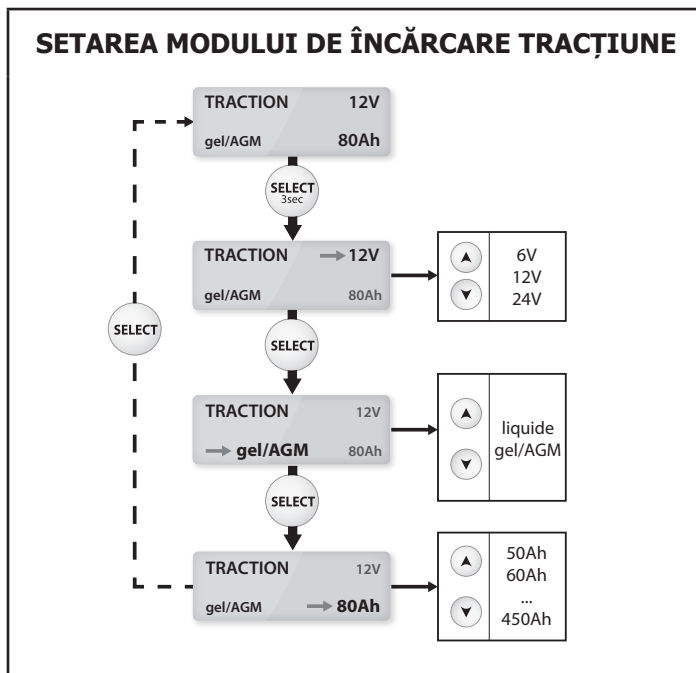 SETAREA MODULUI DE ÎNCĂRCARE TRACȚIUNE
TRACTION 12V
gel/AGM 80Ah
SELECT
3sec
TRACTION 12V
gel/AGM 80Ah
6V
12V
24V
SELECT
SELECT
TRACTION 12V
gel/AGM 80Ah
liquide
gel/AGM
SELECT
TRACTION 12V
gel/AGM 80Ah
50Ah
60Ah
...
450Ah